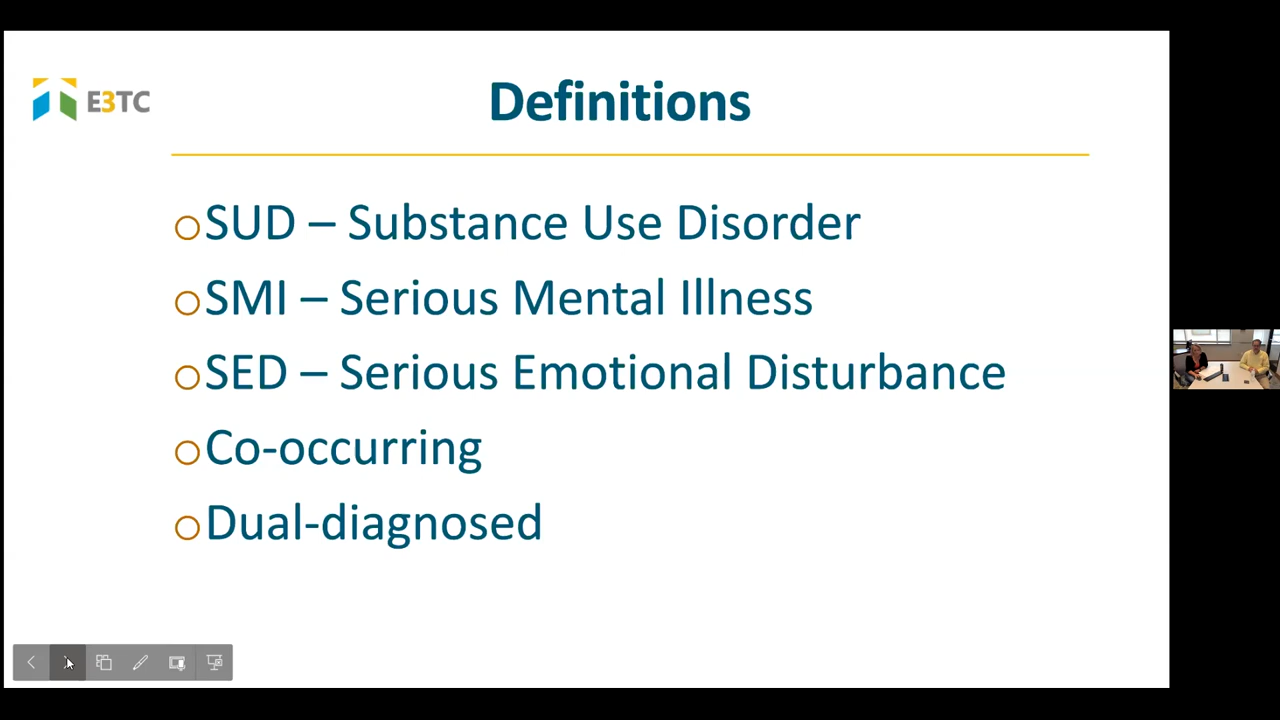 E3TC
Definitions
SUD – Substance Use Disorder
SMI – Serious Mental Illness
SED – Serious Emotional Disturbance
Co-occurring
Dual-diagnosed